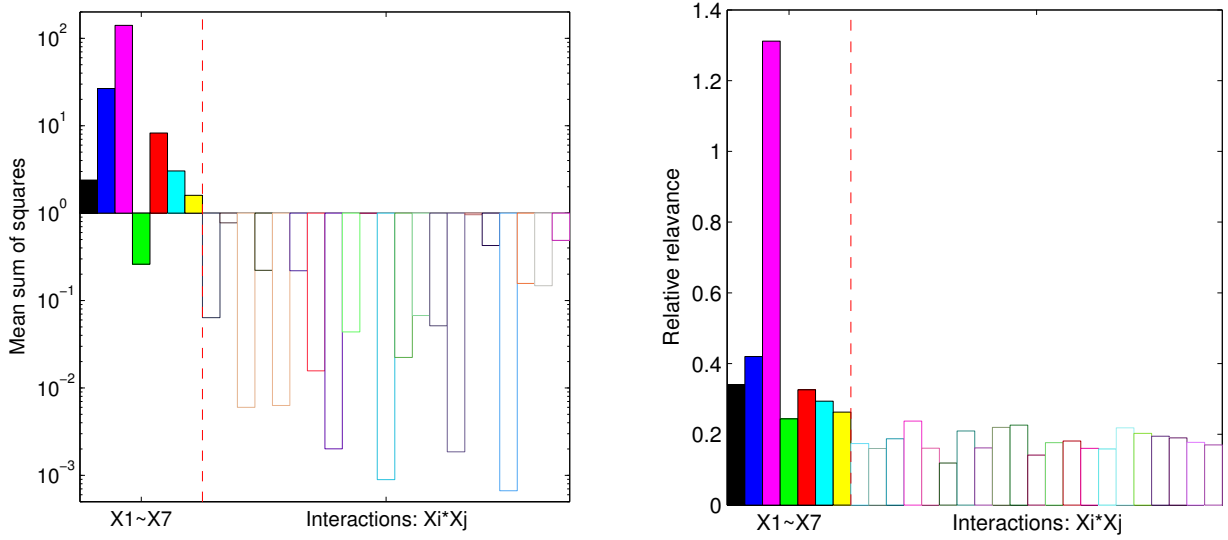 Mean sum of squares
10^2
10^1
10^0
10^-1
10^-2
10^-3
X1~X7
Interactions: Xi*Xj
Relative relavance
1.4
1.2
1
0.8
0.6
0.4
0.2
0
X1~X7
Interactions: Xi*Xj